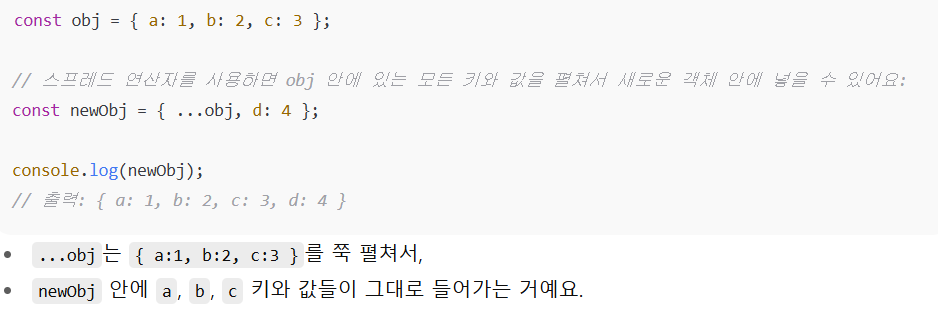 const obj = { a: 1, b: 2, c: 3 };
// 스프레드 연산자를 사용하면 obj 안에 있는 모든 키와 값을 펼쳐서 새로운 객체 안에 넣을 수 있어요:
const newObj = { ...obj, d: 4 };
console.log(newObj);
// 출력: { a: 1, b: 2, c: 3, d: 4 }
• ...obj는 { a:1, b:2, c:3 }를 쭉 펼쳐서,
• newObj 안에 a, b, c 키와 값들이 그대로 들어가는 거예요.